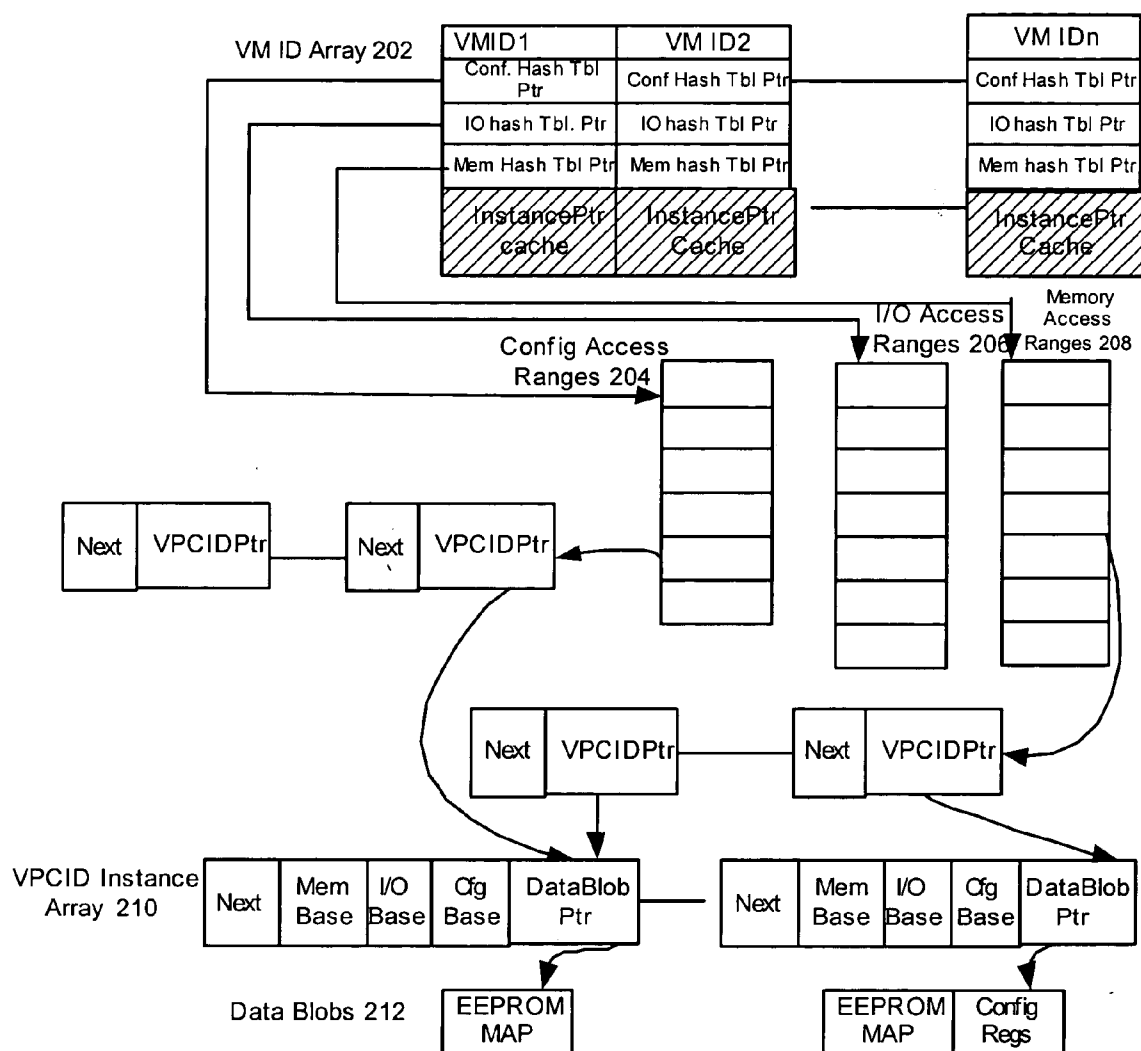 VM ID Array 202
VMID1
VM ID2
VM IDn
Conf. Hash Tbl
Ptr
Conf Hash Tbl Ptr
Conf Hash Tbl Ptr
IO hash Tbl. Ptr
IO hash Tbl Ptr
IO hash Tbl Ptr
Mem Hash Tbl Ptr
Mem hash Tbl Ptr
Mem hash Tbl Ptr
InstancePtr
cache
InstancePtr
Cache
InstancePtr
Cache
Config Access
Ranges 204
I/O Access
Ranges 206
Memory
Access
Ranges 208
Next
VPCIDPtr
Next
VPCIDPtr
Next
VPCIDPtr
Next
VPCIDPtr
VPCID Instance
Array 210
Next
Mem
Base
I/O
Base
Cfg
Base
DataBlob
Ptr
Next
Mem
Base
I/O
Base
Cfg
Base
DataBlob
Ptr
Data Blobs 212
EEPROM
MAP
EEPROM
MAP
Config
Regs